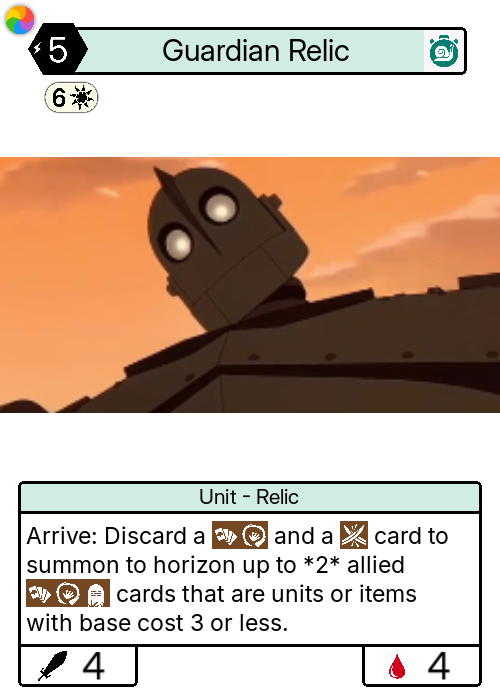 5 Guardian Relic
6
Unit - Relic
Arrive: Discard a and a card to
summon to horizon up to *2* allied
cards that are units or items
with base cost 3 or less.
4 4